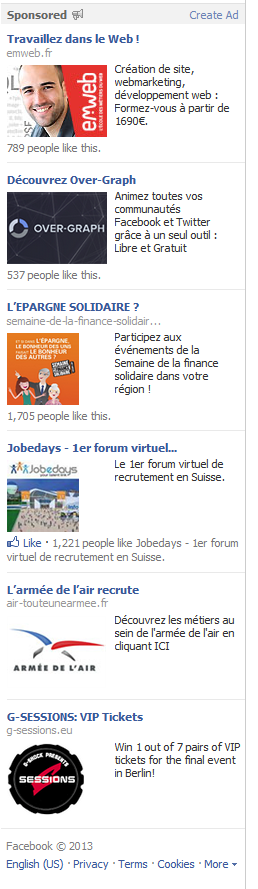 Sponsored
Create Ad
Travaillez dans le Web !
emweb.fr
emweb
L'ÉCOLE DES MÉTIERS DU WEB
Création de site,
webmarketing,
développement web :
Formez-vous à partir de
1690€.
789 people like this.
Découvrez Over-Graph
OVER-GRAPH
Animez toutes vos
communautés
Facebook et Twitter
grâce à un seul outil :
Libre et Gratuit
537 people like this.
L'EPARGNE SOLIDAIRE ?
semaine-de-la-finance-solidair...
ET SI DANS L'ÉPARGNE,
LE BONHEUR DES UNS
FAISAIT LE BONHEUR
DES AUTRES ?
Participez aux
événements de la
Semaine de la finance
solidaire dans votre
région !
1,705 people like this.
Jobedays - 1er forum virtuel...
Jobedays
Le 1er forum virtuel de
recrutement en Suisse.
Like · 1,221 people like Jobedays - 1er forum
virtuel de recrutement en Suisse.
L'armée de l'air recrute
air-touteunearmee.fr
ARMÉE DE L'AIR
Découvrez les métiers au
sein de l'armée de l'air en
cliquant ICI
G-SESSIONS: VIP Tickets
g-sessions.eu
G-SHOCK PRESENTS
SESSIONS
Win 1 out of 7 pairs of VIP
tickets for the final event
in Berlin!
Facebook © 2013
English (US) · Privacy · Terms · Cookies · More